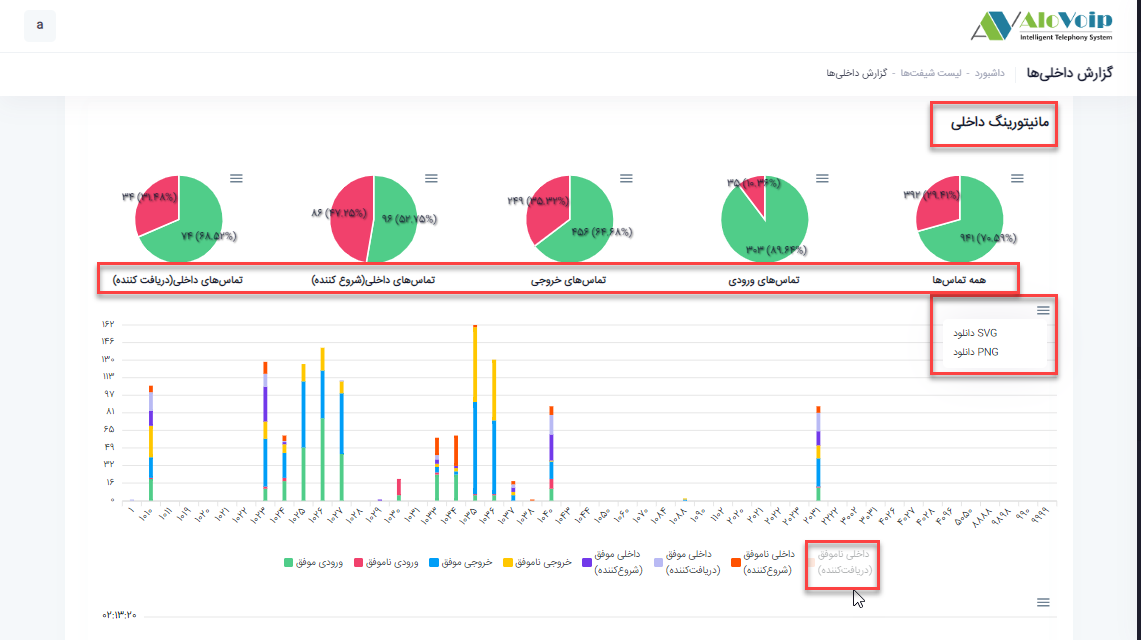 a
AloVoip
Intelligent Telephony System
گزارش داخلی‌ها
داشبورد - لیست شیفت‌ها - گزارش داخلی‌ها
مانیتورینگ داخلی
۳۹۲ (۲۹.۴۱%)
۹۴۱ (۷۰.۵۹%)
۳۵ (۱۰.۳۶%)
۳۰۳ (۸۹.۶۴%)
۲۴۹ (۳۵.۳۲%)
۴۵۶ (۶۴.۶۸%)
۸۶ (۴۷.۲۵%)
۹۶ (۵۲.۷۵%)
۳۴ (۳۱.۴۸%)
۷۴ (۶۸.۵۲%)
همه تماس‌ها
تماس‌های ورودی
تماس‌های خروجی
تماس‌های داخلی(شروع کننده)
تماس‌های داخلی(دریافت کننده)
دانلود SVG
دانلود PNG
۱۶۲
۱۴۶
۱۳۰
۱۱۳
۹۷
۸۱
۶۵
۴۹
۳۲
۱۶
۰
۱ ۱۰۱۰ ۱۰۱۱ ۱۰۱۹ ۱۰۲۰ ۱۰۲۱ ۱۰۲۲ ۱۰۲۳ ۱۰۲۴ ۱۰۲۵ ۱۰۲۶ ۱۰۲۷ ۱۰۲۸ ۱۰۲۹ ۱۰۳۰ ۱۰۳۱ ۱۰۳۳ ۱۰۳۴ ۱۰۳۵ ۱۰۳۶ ۱۰۳۷ ۱۰۳۸ ۱۰۴۰ ۱۰۴۳ ۱۰۴۴ ۱۰۵۰ ۱۰۶۰ ۱۰۷۰ ۱۰۸۴ ۱۰۸۸ ۱۰۹۰ ۱۱۰۲ ۲۰۲۰ ۲۰۲۱ ۲۰۲۲ ۲۰۲۳ ۲۰۳۱ ۲۲۲۲ ۳۰۰۲ ۳۰۳۱ ۴۰۲۶ ۴۰۲۷ ۴۰۲۸ ۴۰۹۶ ۵۰۵۰ ۸۸۸۸ ۹۸۹۸ ۹۹۰ ۹۹۹۹
ورودی موفق
ورودی ناموفق
خروجی موفق
خروجی ناموفق
داخلی موفق
(شروع‌کننده)
داخلی موفق
(دریافت‌کننده)
داخلی ناموفق
(شروع‌کننده)
داخلی ناموفق
(دریافت‌کننده)
۰۲:۱۳:۲۰